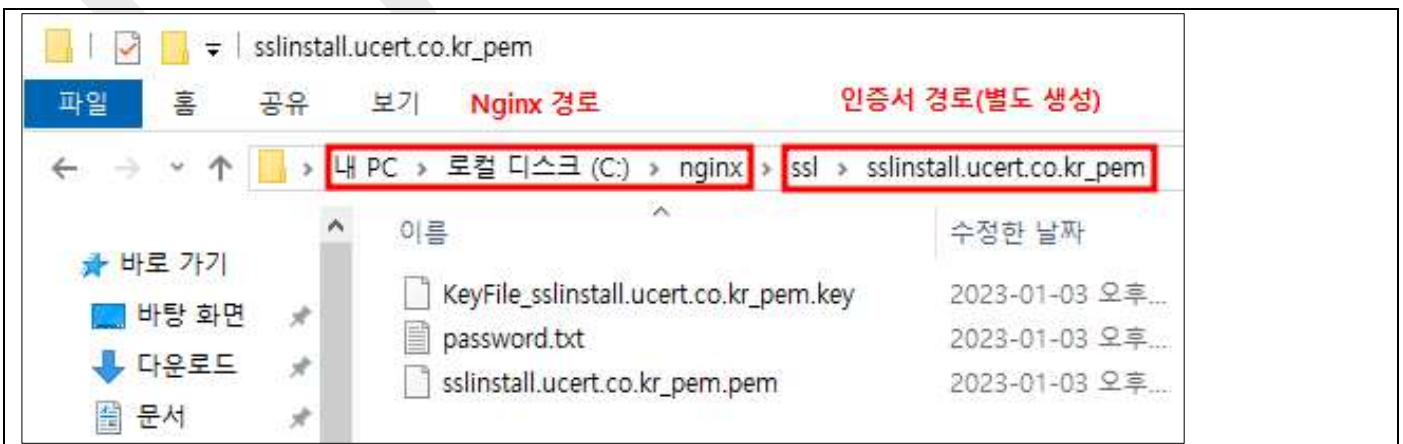 sslinstall.ucert.co.kr_pem
파일 홈 공유 보기 Nginx 경로 인증서 경로(별도 생성)
내 PC > 로컬 디스크 (C:) > nginx > ssl > sslinstall.ucert.co.kr_pem
이름 수정한 날짜
바로 가기
KeyFile_sslinstall.ucert.co.kr_pem.key 2023-01-03 오후...
바탕 화면
password.txt 2023-01-03 오후...
다운로드
sslinstall.ucert.co.kr_pem.pem 2023-01-03 오후...
문서